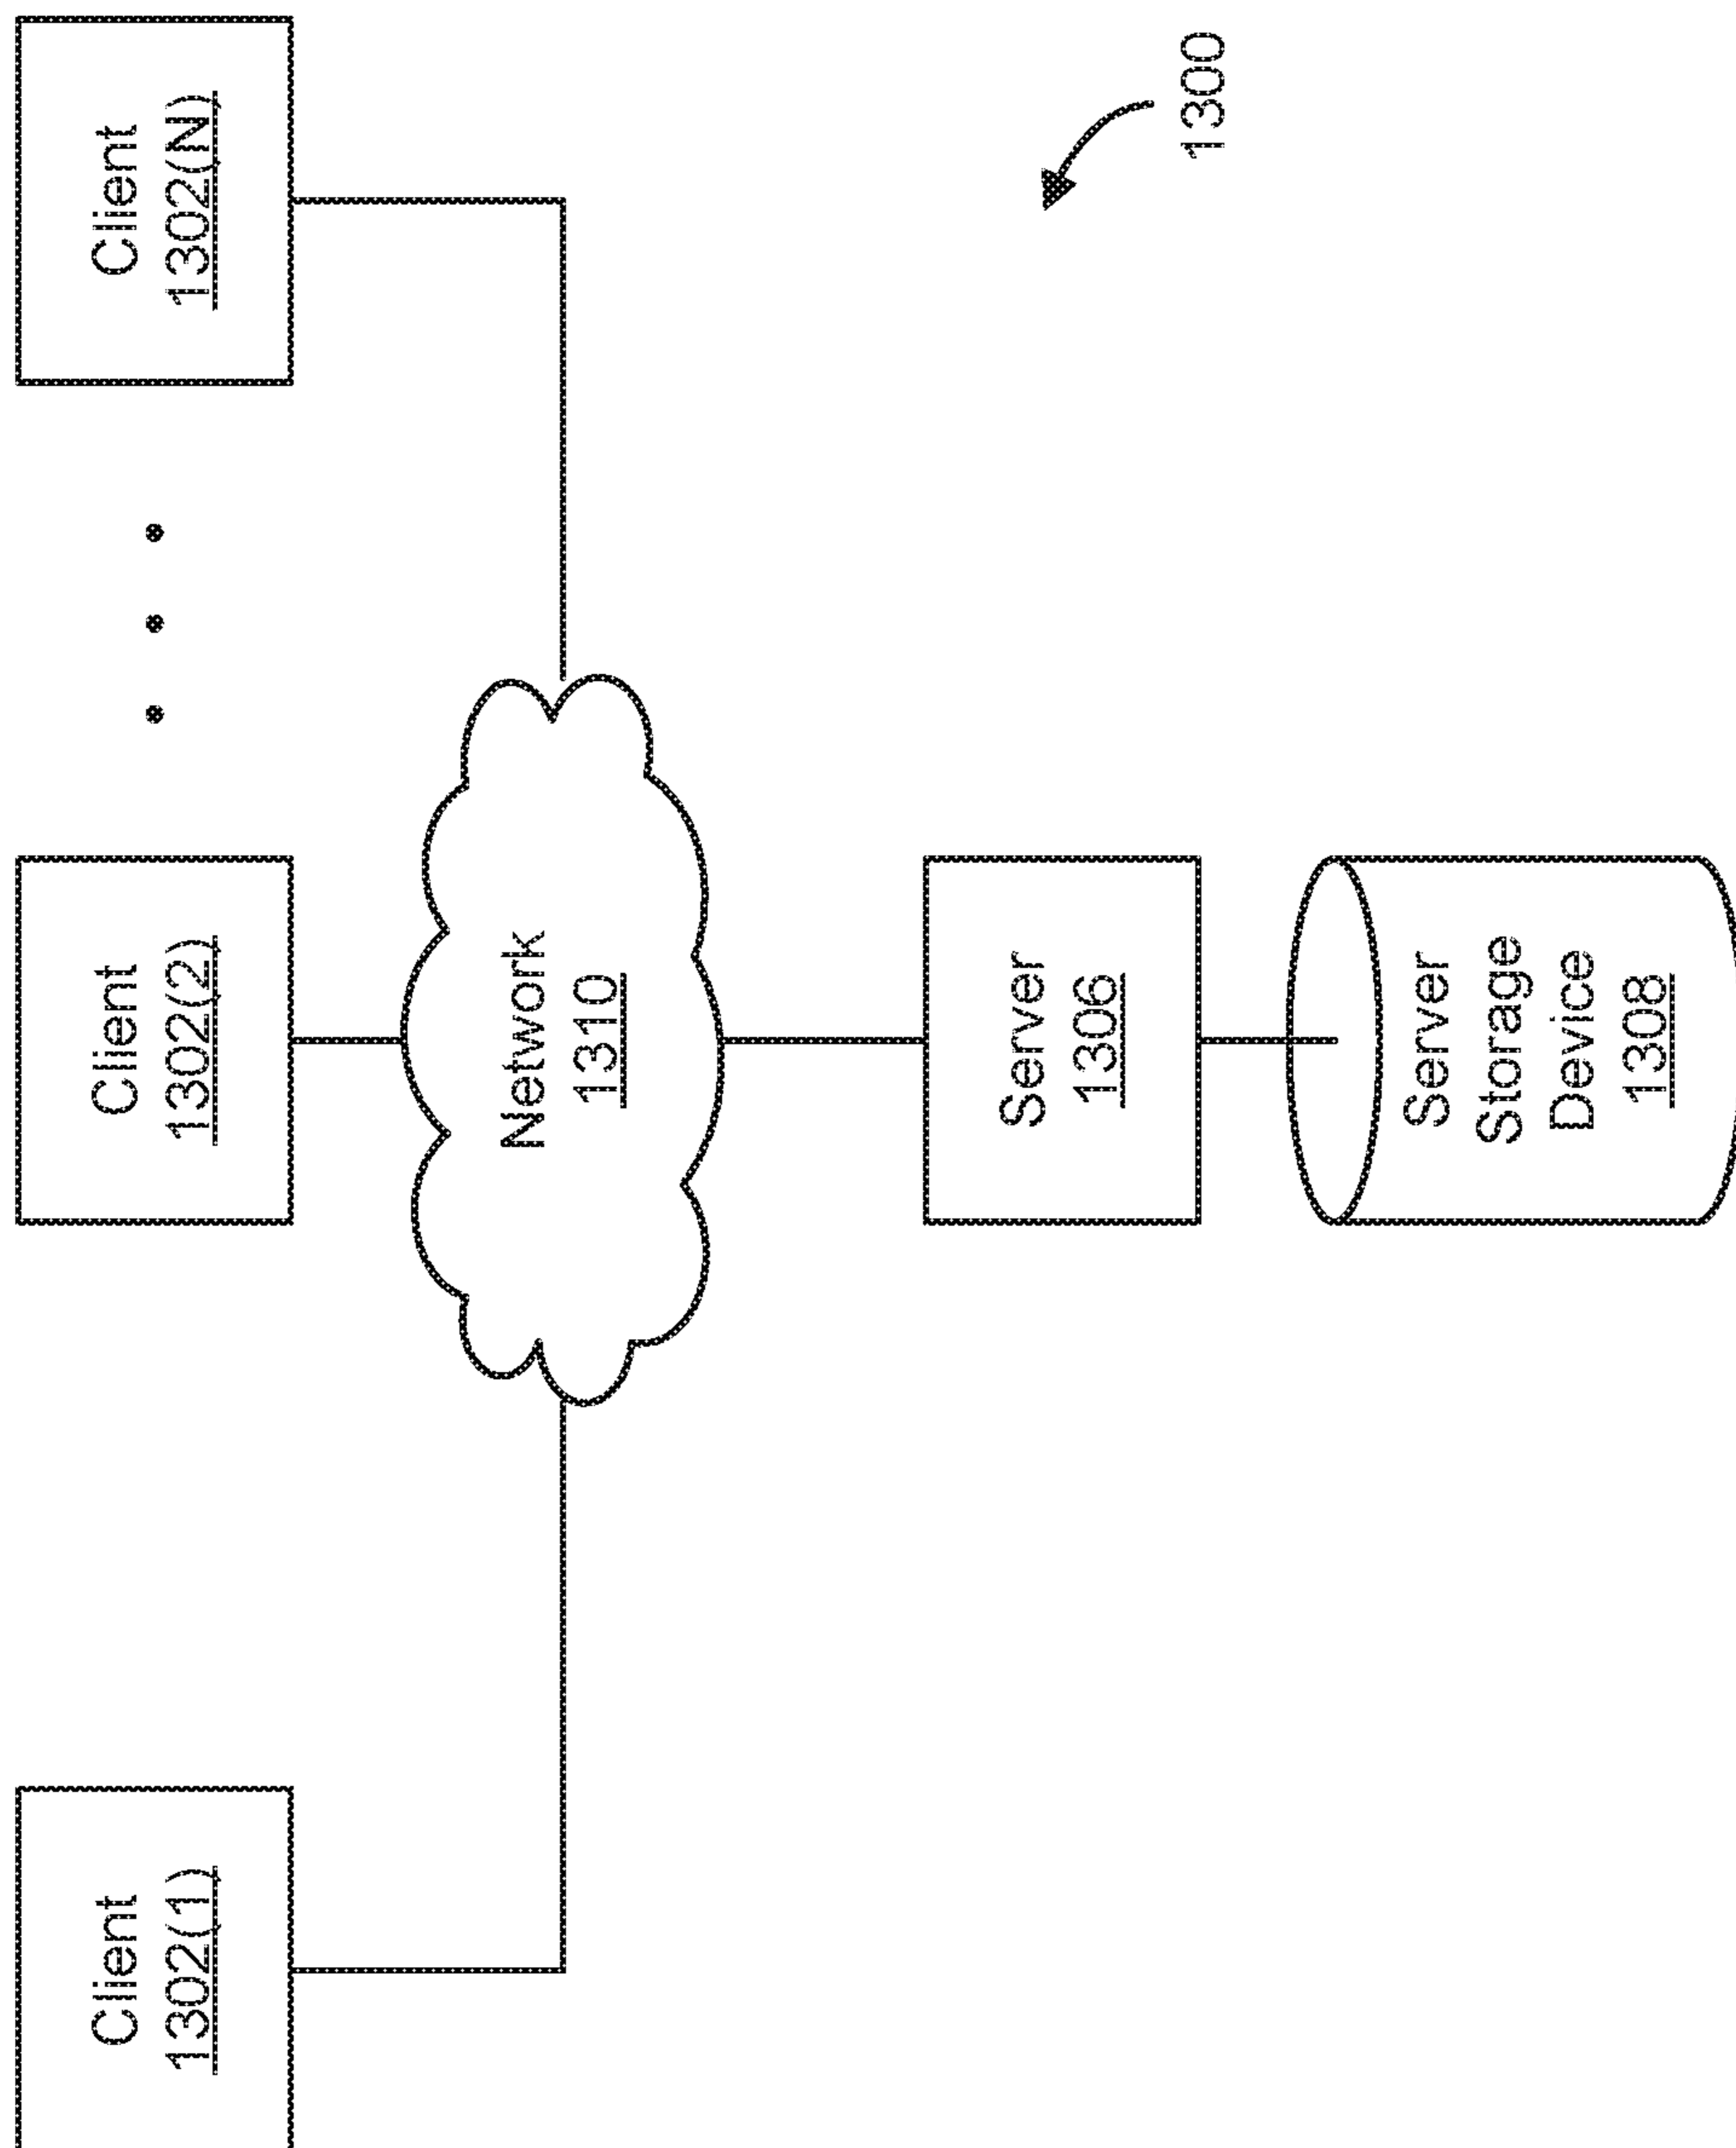 Client
1302(1)
Client
1302(2)
Client
1302(N)
Network
1310
Server
1306
Server
Storage
Device
1308
1300